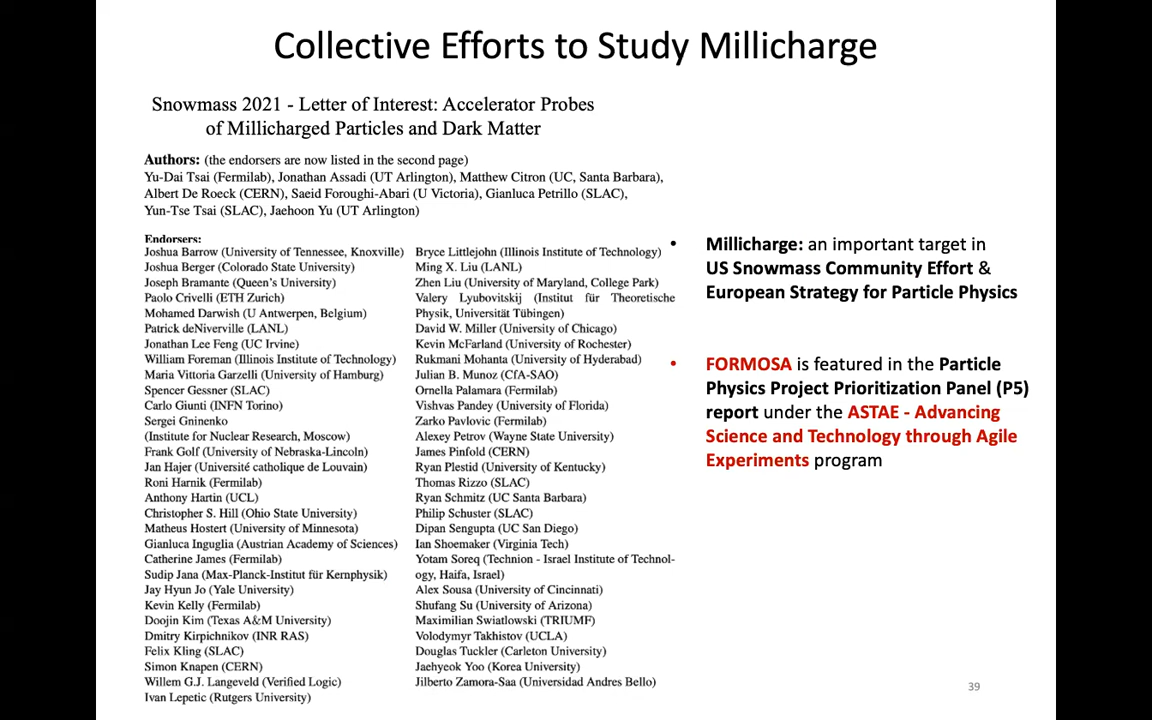 Collective Efforts to Study Millicharge
Snowmass 2021 - Letter of Interest: Accelerator Probes
of Millicharged Particles and Dark Matter
Authors: (the endorsers are now listed in the second page)
Yu-Dai Tsai (Fermilab), Jonathan Assadi (UT Arlington), Matthew Citron (UC, Santa Barbara),
Albert De Roeck (CERN), Saeid Foroughi-Abari (U Victoria), Gianluca Petrillo (SLAC),
Yun-Tse Tsai (SLAC), Jaehoon Yu (UT Arlington)
Endorsers:
Joshua Barrow (University of Tennessee, Knoxville)
Joshua Berger (Colorado State University)
Joseph Bramante (Queen's University)
Paolo Crivelli (ETH Zurich)
Mohamed Darwish (U Antwerpen, Belgium)
Patrick deNiverville (LANL)
Jonathan Lee Feng (UC Irvine)
William Foreman (Illinois Institute of Technology)
Maria Vittoria Garzelli (University of Hamburg)
Spencer Gessner (SLAC)
Carlo Giunti (INFN Torino)
Sergei Gninenko
(Institute for Nuclear Research, Moscow)
Frank Golf (University of Nebraska-Lincoln)
Jan Hajer (Université catholique de Louvain)
Roni Harnik (Fermilab)
Anthony Hartin (UCL)
Christopher S. Hill (Ohio State University)
Matheus Hostert (University of Minnesota)
Gianluca Inguglia (Austrian Academy of Sciences)
Catherine James (Fermilab)
Sudip Jana (Max-Planck-Institut für Kernphysik)
Jay Hyun Jo (Yale University)
Kevin Kelly (Fermilab)
Doojin Kim (Texas A&M University)
Dmitry Kirpichnikov (INR RAS)
Felix Kling (SLAC)
Simon Knapen (CERN)
Willem G.J. Langeveld (Verified Logic)
Ivan Lepetic (Rutgers University)
Bryce Littlejohn (Illinois Institute of Technology)
Ming X. Liu (LANL)
Zhen Liu (University of Maryland, College Park)
Valery Lyubovitskij (Institut für Theoretische
Physik, Universität Tübingen)
David W. Miller (University of Chicago)
Kevin McFarland (University of Rochester)
Rukmani Mohanta (University of Hyderabad)
Julian B. Munoz (CfA-SAO)
Ornella Palamara (Fermilab)
Vishvas Pandey (University of Florida)
Zarko Pavlovic (Fermilab)
Alexey Petrov (Wayne State University)
James Pinfold (CERN)
Ryan Plestid (University of Kentucky)
Thomas Rizzo (SLAC)
Ryan Schmitz (UC Santa Barbara)
Philip Schuster (SLAC)
Dipan Sengupta (UC San Diego)
Ian Shoemaker (Virginia Tech)
Yotam Soreq (Technion - Israel Institute of Technol-
ogy, Haifa, Israel)
Alex Sousa (University of Cincinnati)
Shufang Su (University of Arizona)
Maximilian Swiatlowski (TRIUMF)
Volodymyr Takhistov (UCLA)
Douglas Tuckler (Carleton University)
Jaehyeok Yoo (Korea University)
Jilberto Zamora-Saa (Universidad Andres Bello)
• Millicharge: an important target in
US Snowmass Community Effort &
European Strategy for Particle Physics
• FORMOSA is featured in the Particle
Physics Project Prioritization Panel (P5)
report under the ASTAE - Advancing
Science and Technology through Agile
Experiments program
39